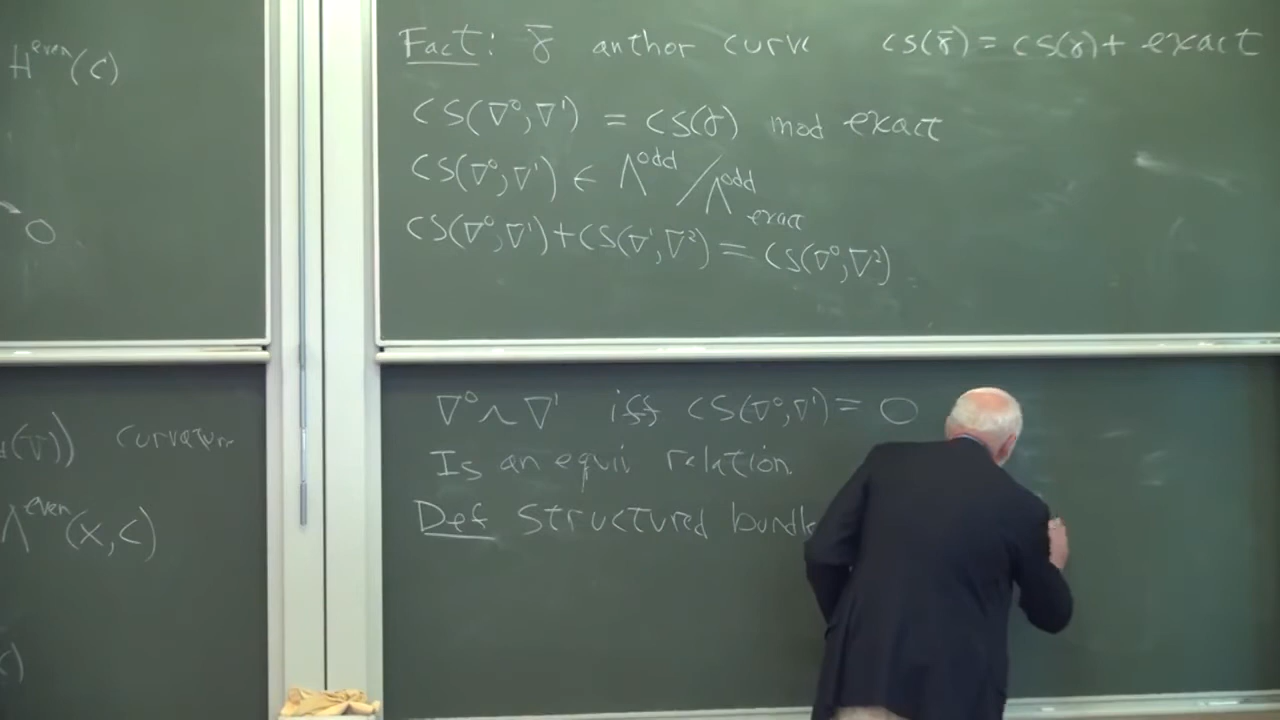 H^even(C)
0
(∇)) curvature
Λ^even(X, C)
Fact: γ̄ anthor curve cs(γ̄) = cs(γ) + exact
CS(∇⁰, ∇¹) = cs(γ) mod exact
CS(∇⁰, ∇¹) ∈ Λ^odd / Λ^odd_exact
CS(∇⁰, ∇¹) + CS(∇¹, ∇²) = CS(∇⁰, ∇²)
∇⁰ ~ ∇¹ iff CS(∇⁰, ∇¹) = 0
Is an equiv relation.
Def Structured bundle